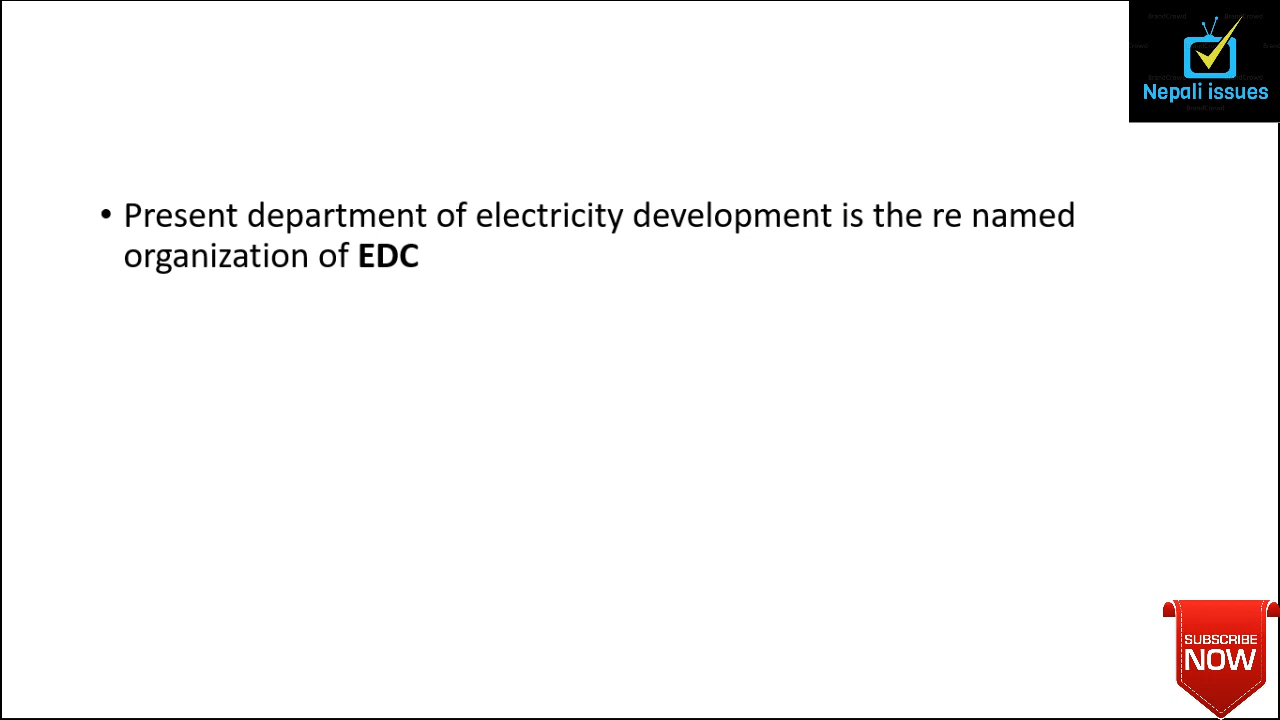 Nepali issues
• Present department of electricity development is the re named
organization of EDC
SUBSCRIBE
NOW